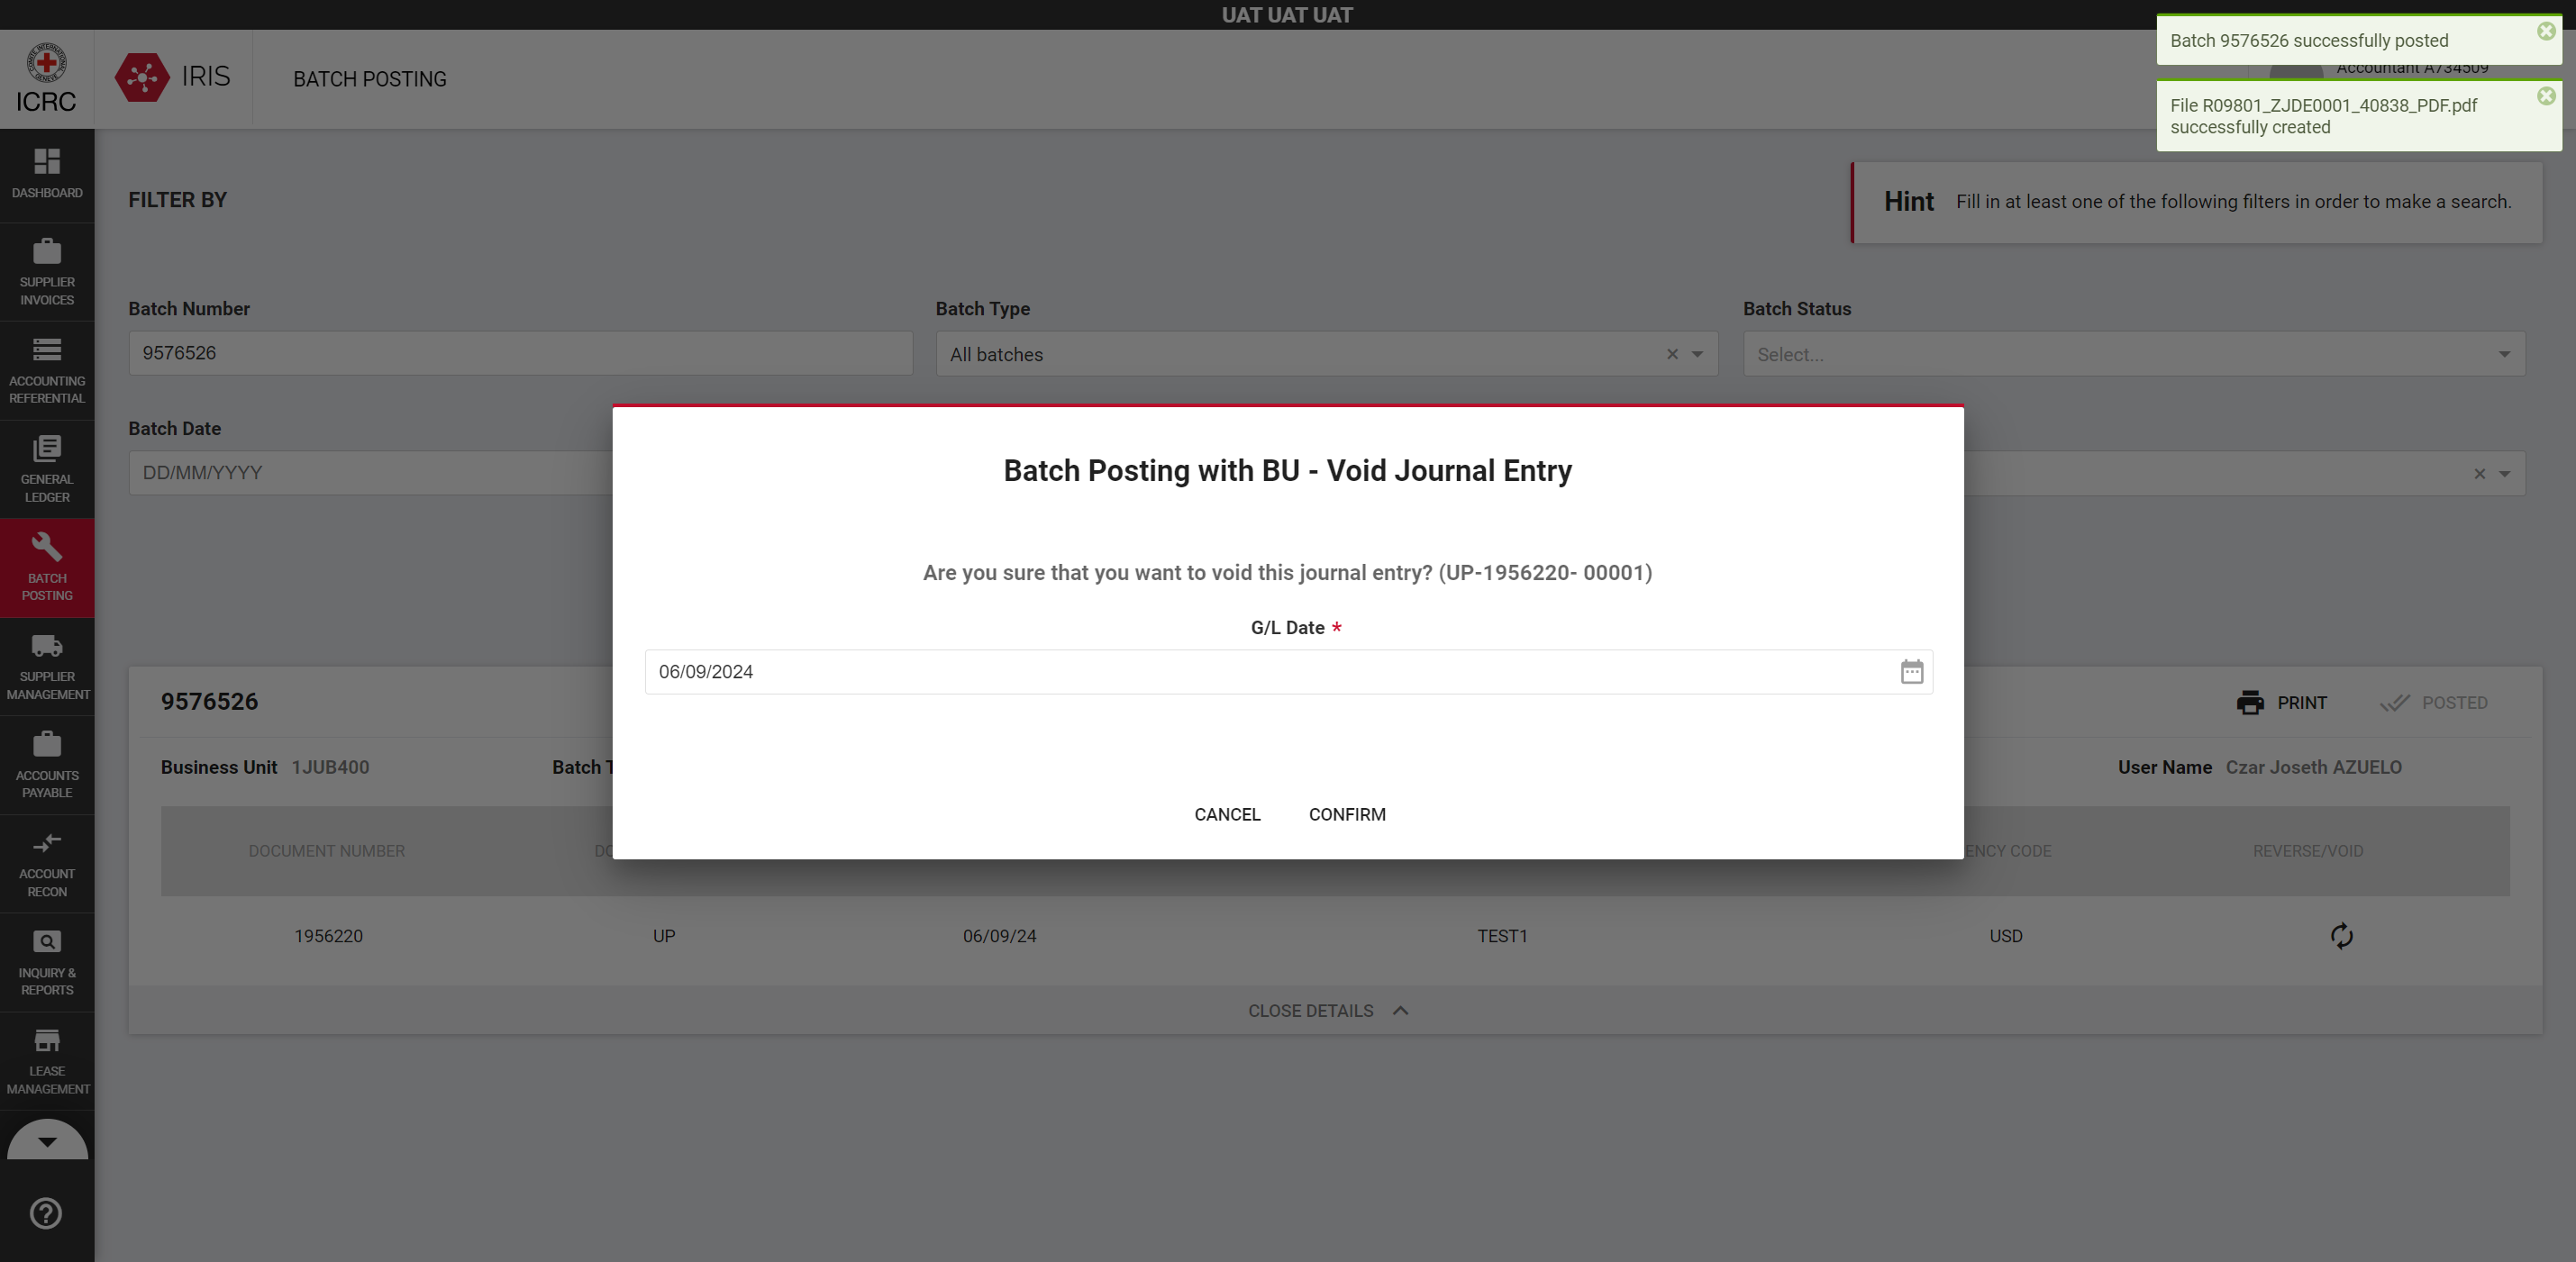 UAT UAT UAT
ICRC
IRIS
BATCH POSTING
Accountant A734509
Batch 9576526 successfully posted
File R09801_ZJDE0001_40838_PDF.pdf
successfully created
DASHBOARD
SUPPLIER
INVOICES
ACCOUNTING
REFERENTIAL
GENERAL
LEDGER
BATCH
POSTING
SUPPLIER
MANAGEMENT
ACCOUNTS
PAYABLE
ACCOUNT
RECON
INQUIRY &
REPORTS
LEASE
MANAGEMENT
FILTER BY
Hint Fill in at least one of the following filters in order to make a search.
Batch Number
9576526
Batch Type
All batches
Batch Status
Select...
Batch Date
DD/MM/YYYY
Batch Posting with BU - Void Journal Entry
Are you sure that you want to void this journal entry? (UP-1956220- 00001)
G/L Date *
06/09/2024
CANCEL CONFIRM
9576526
PRINT
POSTED
Business Unit 1JUB400
Batch T
User Name Czar Joseth AZUELO
DOCUMENT NUMBER DO ENCY CODE REVERSE/VOID
1956220 UP 06/09/24 TEST1 USD
CLOSE DETAILS